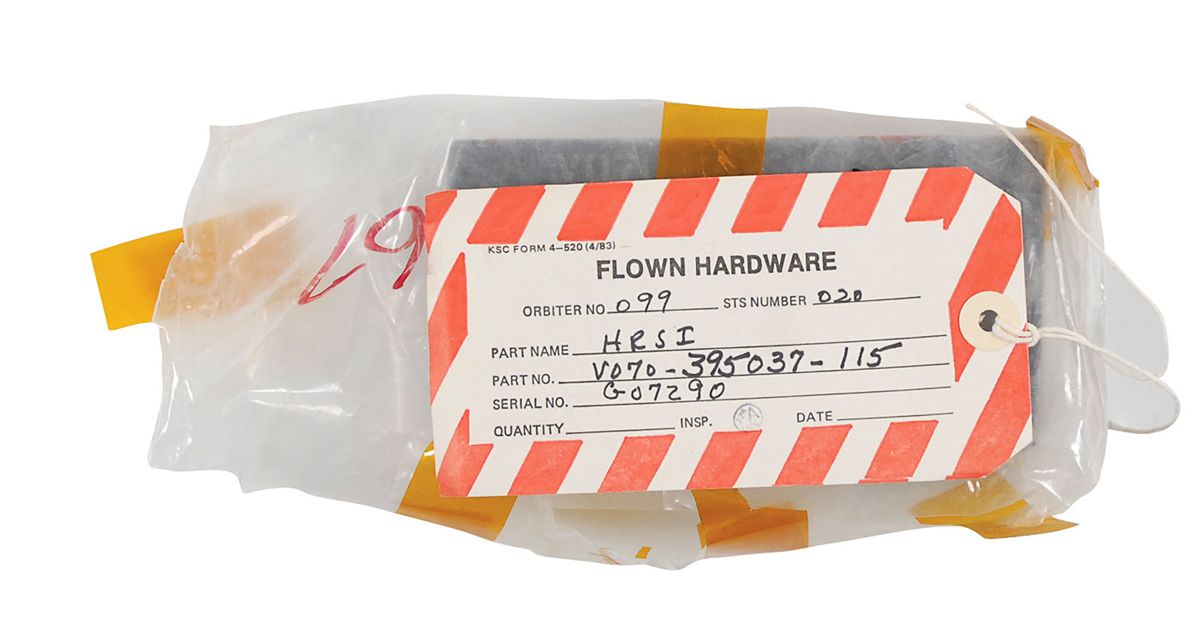 67
KSC FORM 4-520 (4/83)
FLOWN HARDWARE
ORBITER NO 099 STS NUMBER 020
PART NAME HRSI
PART NO. V070-395037-115
SERIAL NO. G07290
QUANTITY INSP. DATE